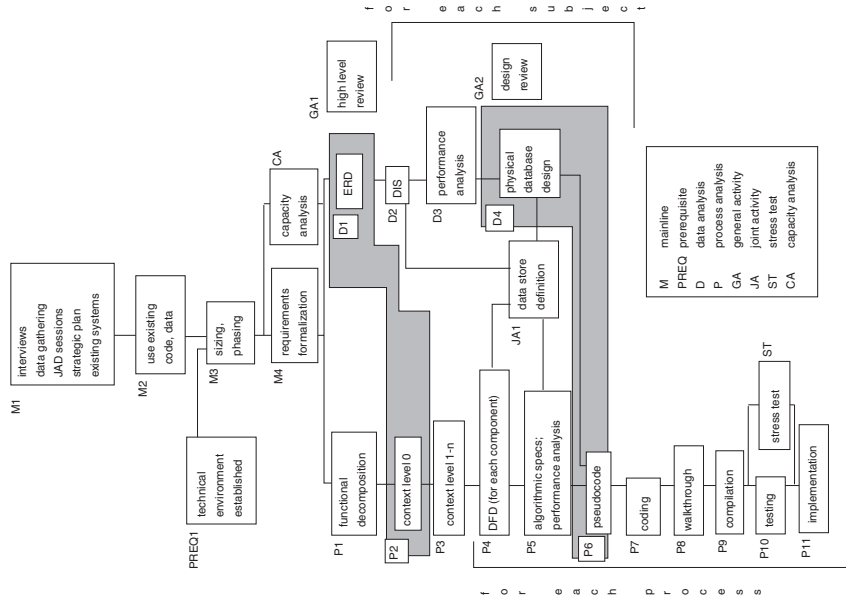 M1
interviews
data gathering
JAD sessions
strategic plan
existing systems
M2
use existing
code, data
PREQ1
technical
environment
established
M3
sizing,
phasing
M4
requirements
formalization
CA
capacity
analysis
GA1
high level
review
D1
ERD
D2
DIS
D3
performance
analysis
GA2
design
review
D4
physical
database
design
for each subject
JA1
data store
definition
P1
functional
decomposition
P2
context level 0
P3
context level 1-n
P4
DFD (for each component)
P5
algorithmic specs;
performance analysis
P6
pseudocode
P7
coding
P8
walkthrough
P9
compilation
P10
testing
ST
stress test
P11
implementation
for each process
M mainline
PREQ prerequisite
D data analysis
P process analysis
GA general activity
JA joint activity
ST stress test
CA capacity analysis